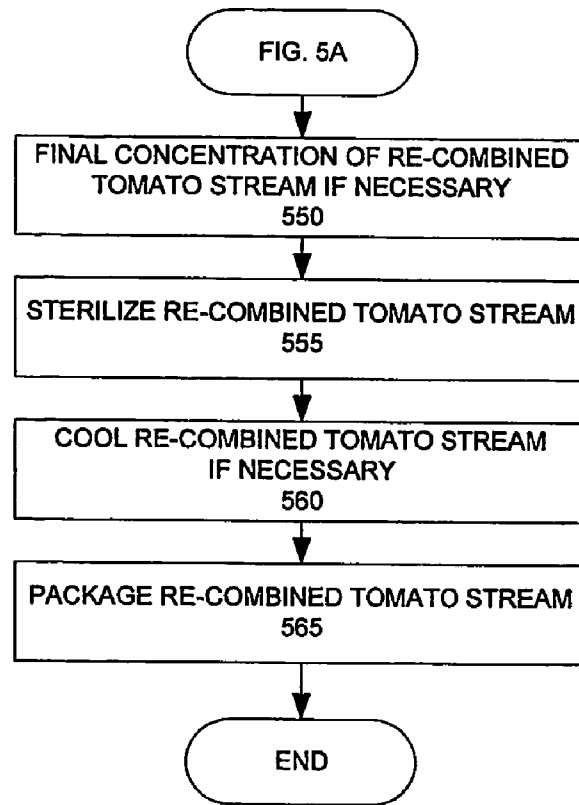 FIG. 5A
FINAL CONCENTRATION OF RE-COMBINED
TOMATO STREAM IF NECESSARY
550
STERILIZE RE-COMBINED TOMATO STREAM
555
COOL RE-COMBINED TOMATO STREAM
IF NECESSARY
560
PACKAGE RE-COMBINED TOMATO STREAM
565
END